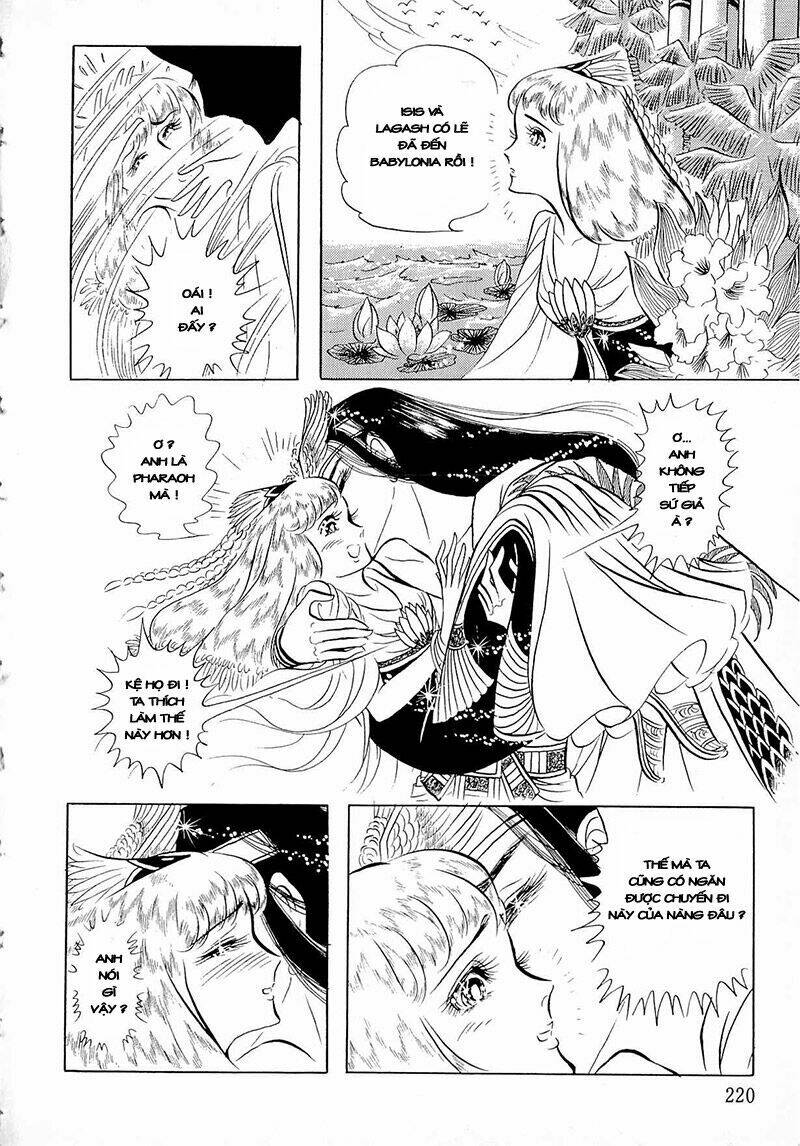 ISIS VÀ
LAGASH CÓ LẼ
ĐÃ ĐẾN
BABYLONIA RỒI !
OÁI !
AI
ĐẤY ?
Ơ...
ANH
KHÔNG
TIẾP
SỨ GIẢ
À ?
Ơ ?
ANH LÀ
PHARAOH
MÀ !
KỆ HỌ ĐI !
TA THÍCH
LÀM THẾ
NÀY HƠN !
THẾ MÀ TA
CŨNG CÓ NGĂN
ĐƯỢC CHUYẾN ĐI
NÀY CỦA NÀNG ĐÂU ?
ANH
NÓI
GÌ
VẬY ?
220